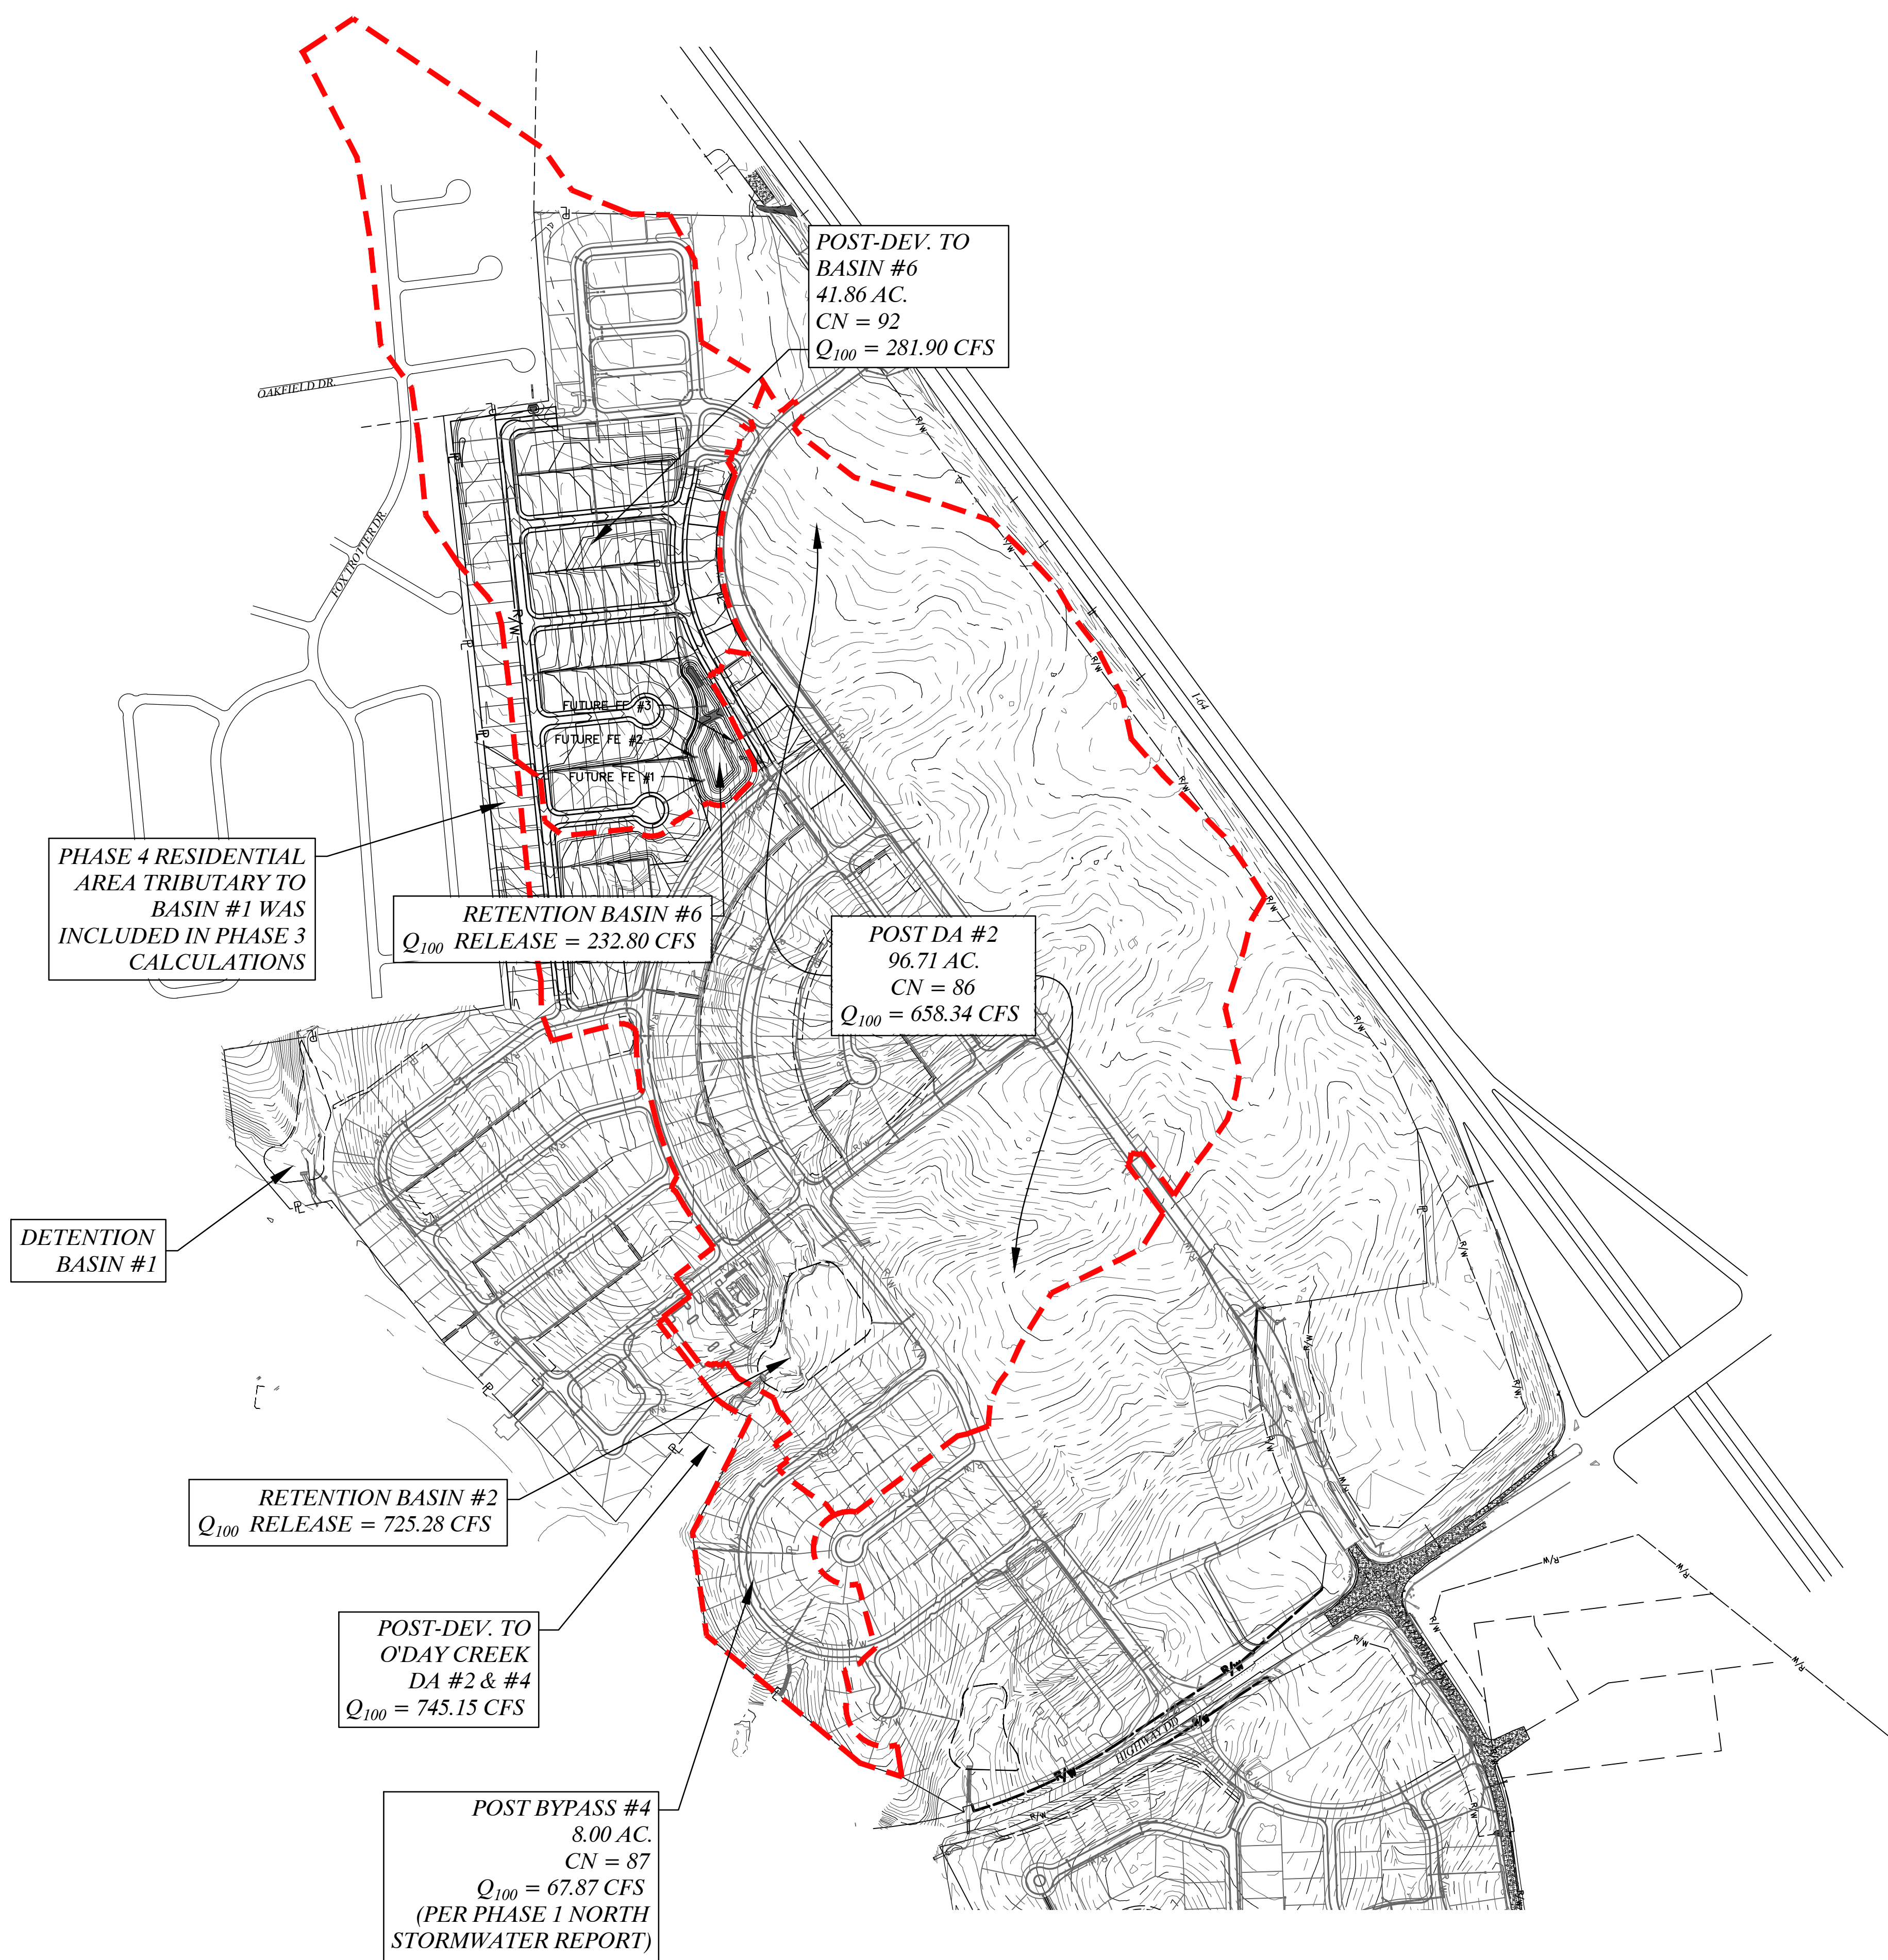 POST-DEV. TO
BASIN #6
41.86 AC.
CN = 92
Q100 = 281.90 CFS
OAKFIELD DR.
FOX TROTTER DR.
I-64
FUTURE FE #3
FUTURE FE #2
FUTURE FE #1
PHASE 4 RESIDENTIAL
AREA TRIBUTARY TO
BASIN #1 WAS
INCLUDED IN PHASE 3
CALCULATIONS
RETENTION BASIN #6
Q100 RELEASE = 232.80 CFS
POST DA #2
96.71 AC.
CN = 86
Q100 = 658.34 CFS
DETENTION
BASIN #1
RETENTION BASIN #2
Q100 RELEASE = 725.28 CFS
POST-DEV. TO
O'DAY CREEK
DA #2 & #4
Q100 = 745.15 CFS
HIGHWAY DD
POST BYPASS #4
8.00 AC.
CN = 87
Q100 = 67.87 CFS
(PER PHASE 1 NORTH
STORMWATER REPORT)
R/W
R/W
R/W
R/W
R/W
R/W
R/W
R/W
R/W
R/W
PL
PL
PL
PL